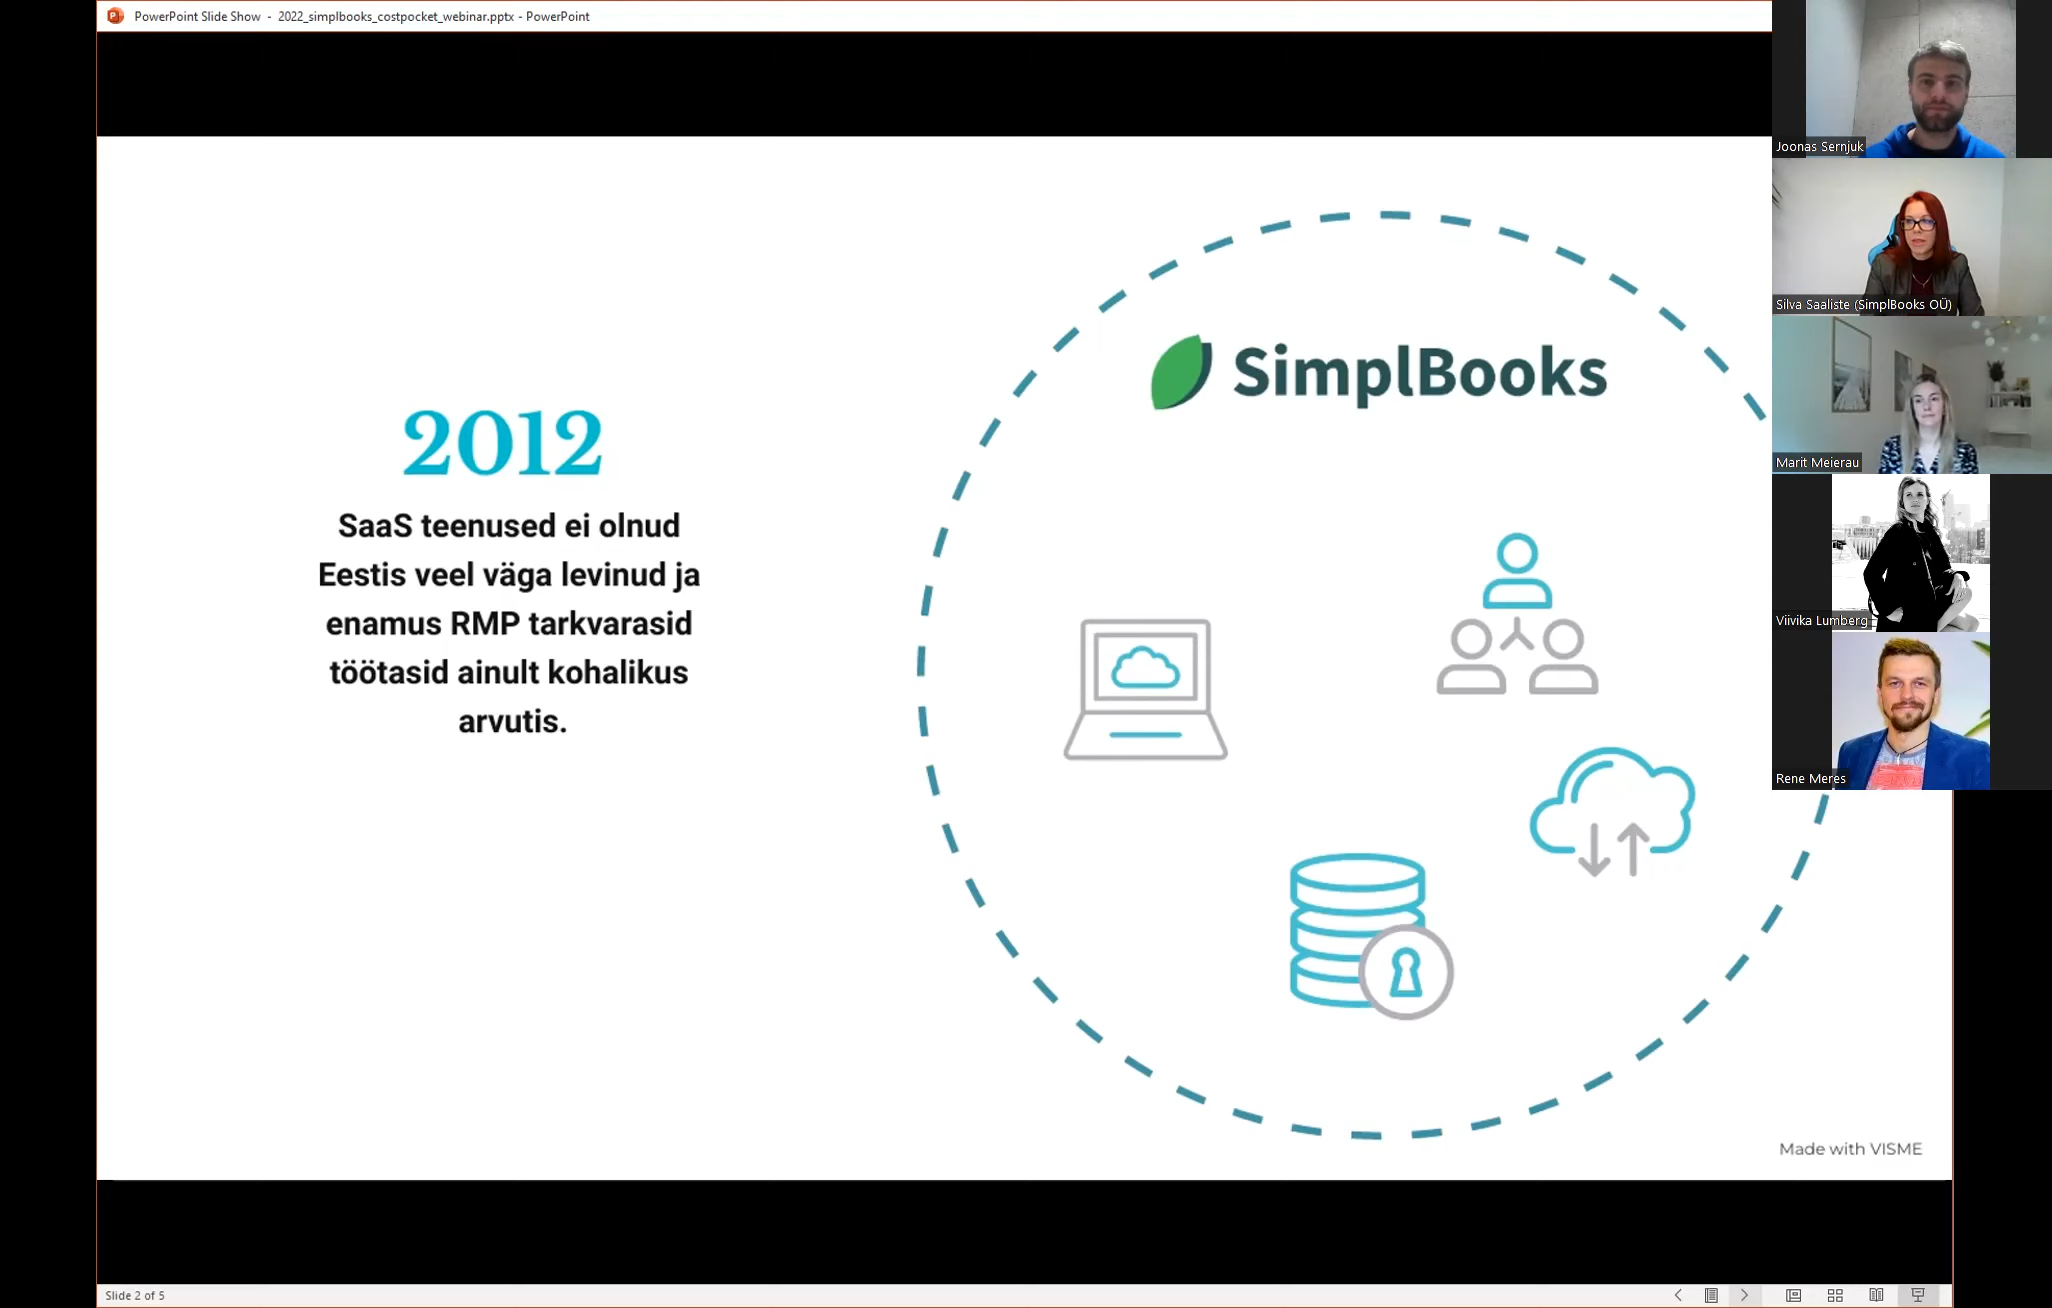 PowerPoint Slide Show - 2022_simplbooks_costpocket_webinar.pptx - PowerPoint
SimplBooks
2012
SaaS teenused ei olnud
Eestis veel väga levinud ja
enamus RMP tarkvarasid
töötasid ainult kohalikus
arvutis.
Made with VISME
Joonas Sernjuk
Silva Saaliste (SimplBooks OÜ)
Marit Meierau
Viivika Lumberg
Rene Meres
Slide 2 of 5